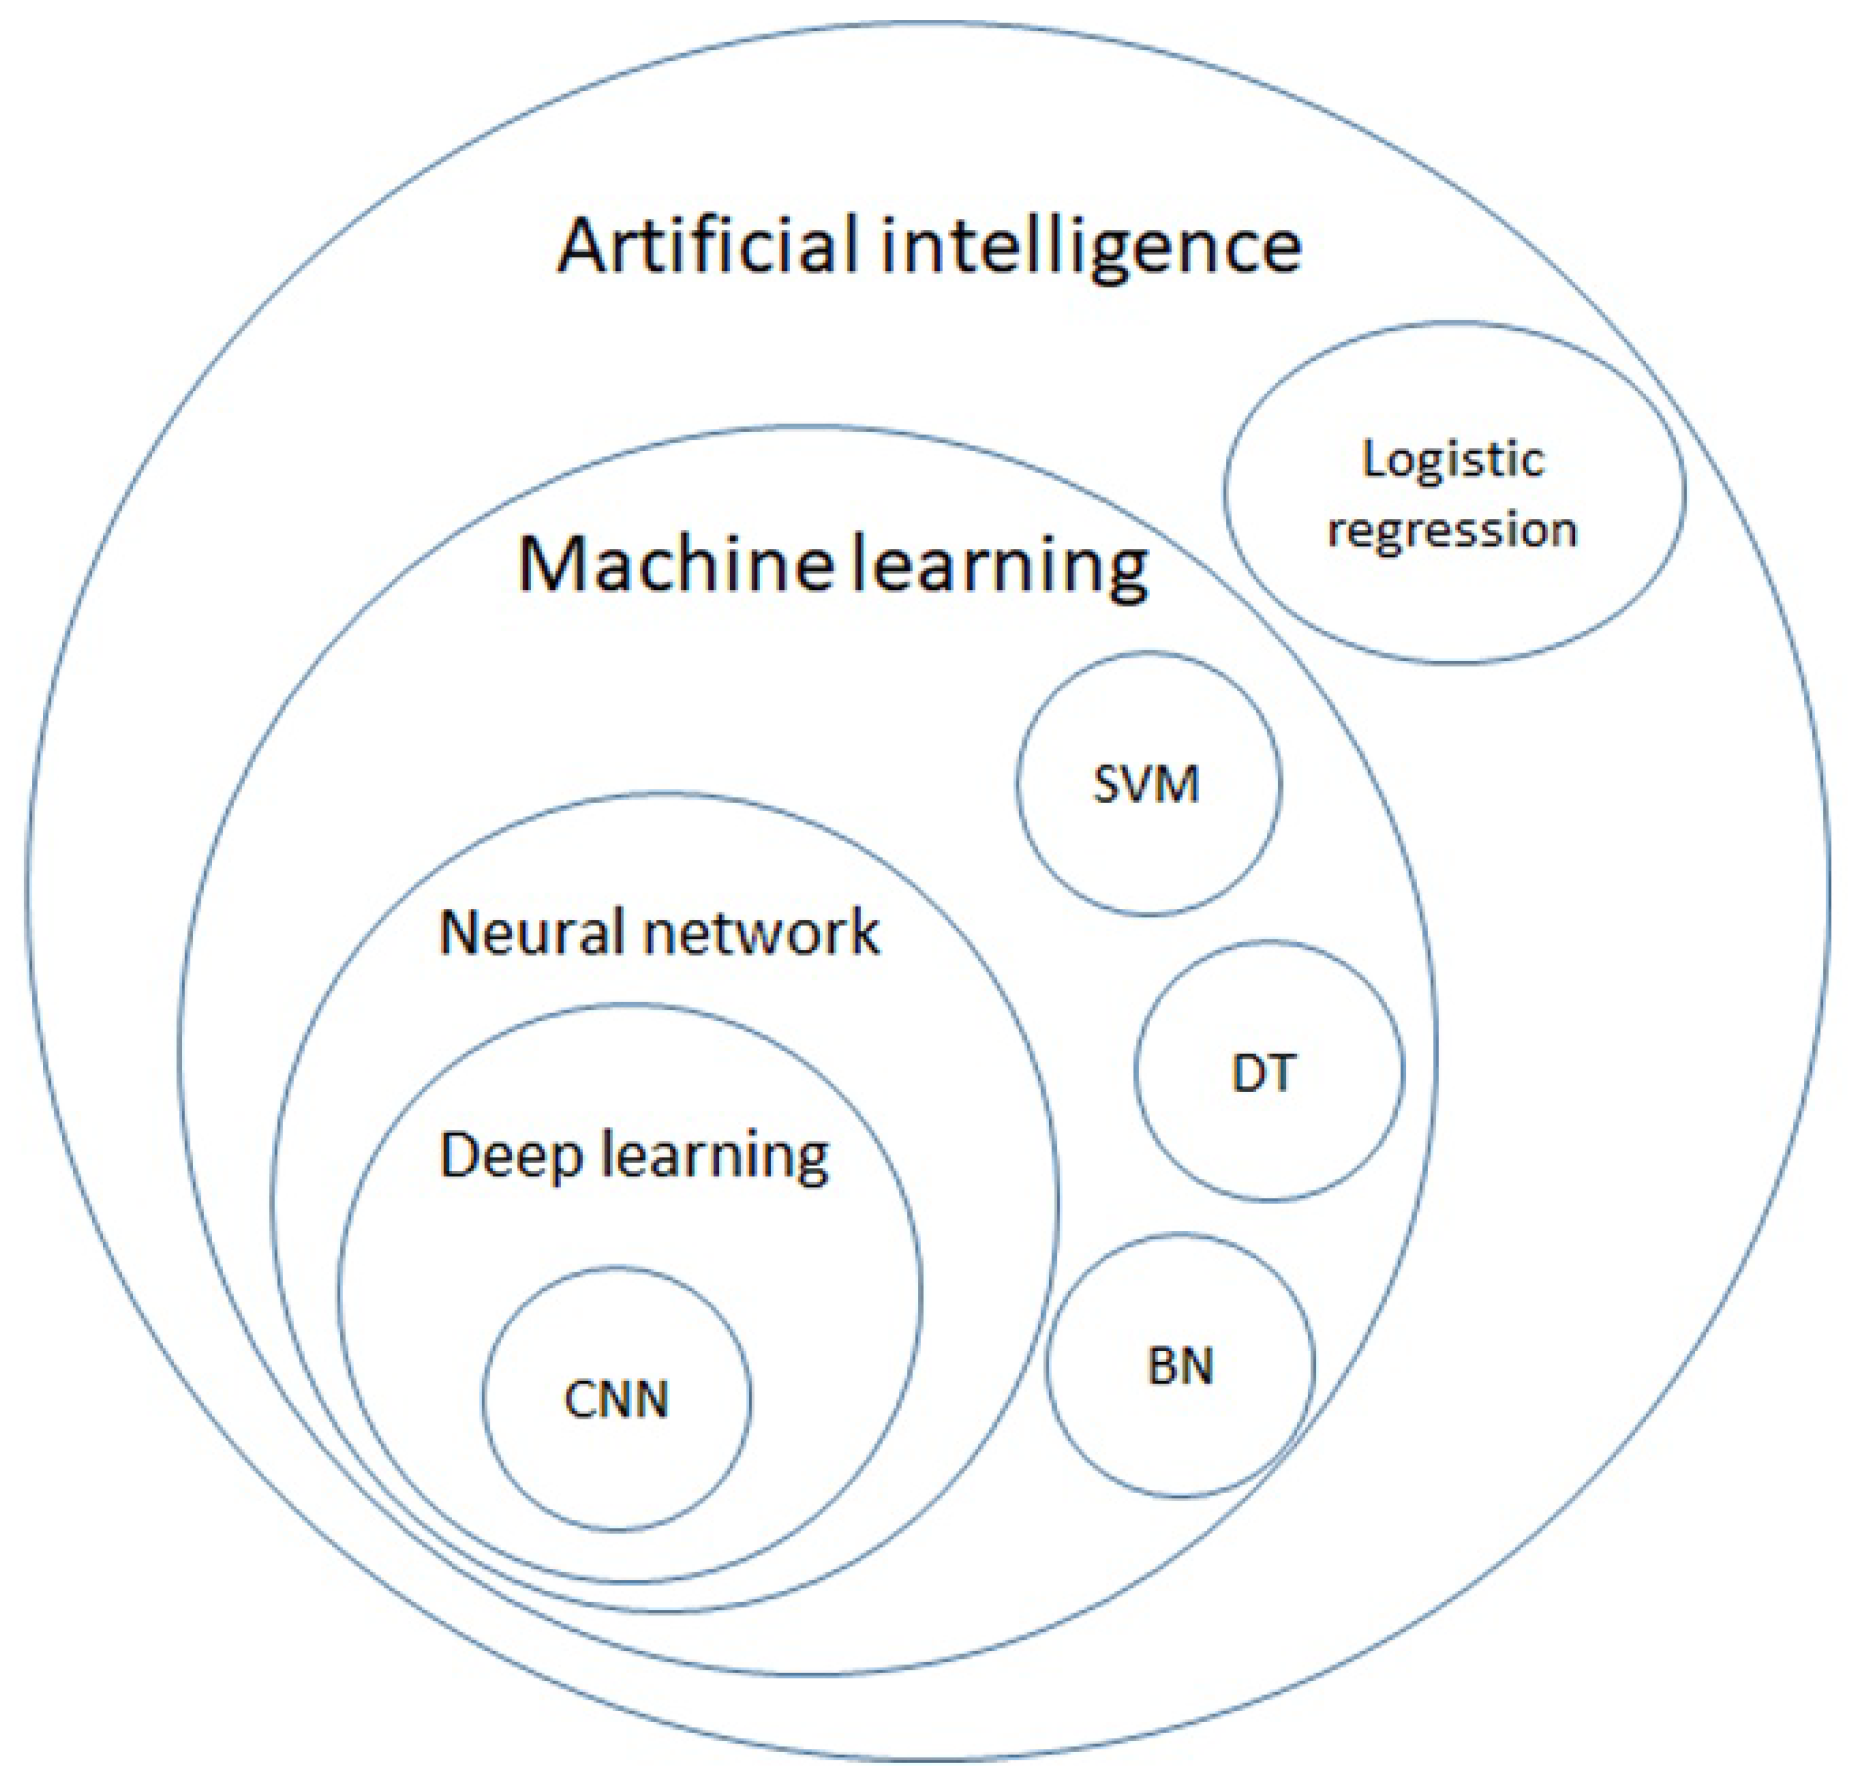 Artificial intelligence
Logistic
regression
Machine learning
SVM
Neural network
DT
Deep learning
BN
CNN